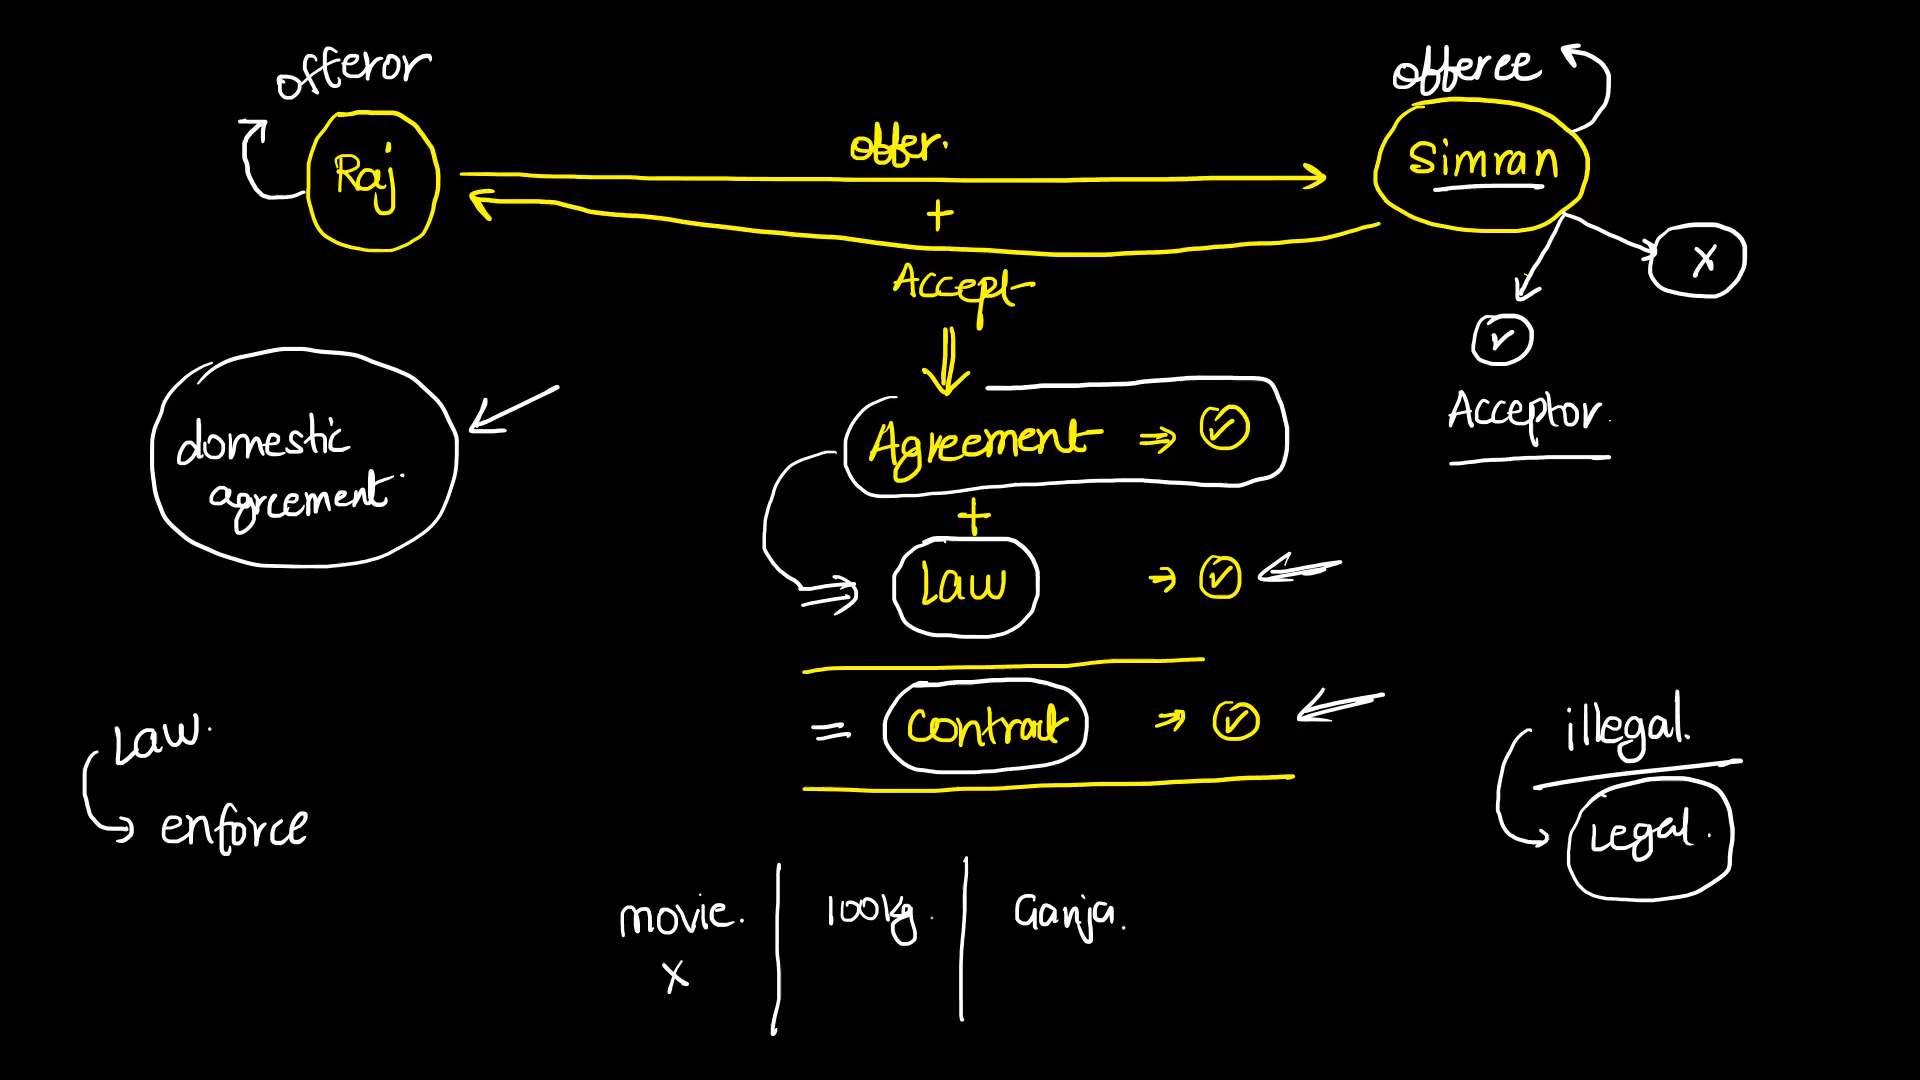 offeror
offeree
Raj
offer.
Simran
+
x
Accept
Acceptor.
domestic
agreement
Agreement ⇒ ✓
+
Law ⇒ ✓
= Contract ⇒ ✓
Law.
enforce
illegal.
Legal.
movie.
x
100kg.
Ganja.